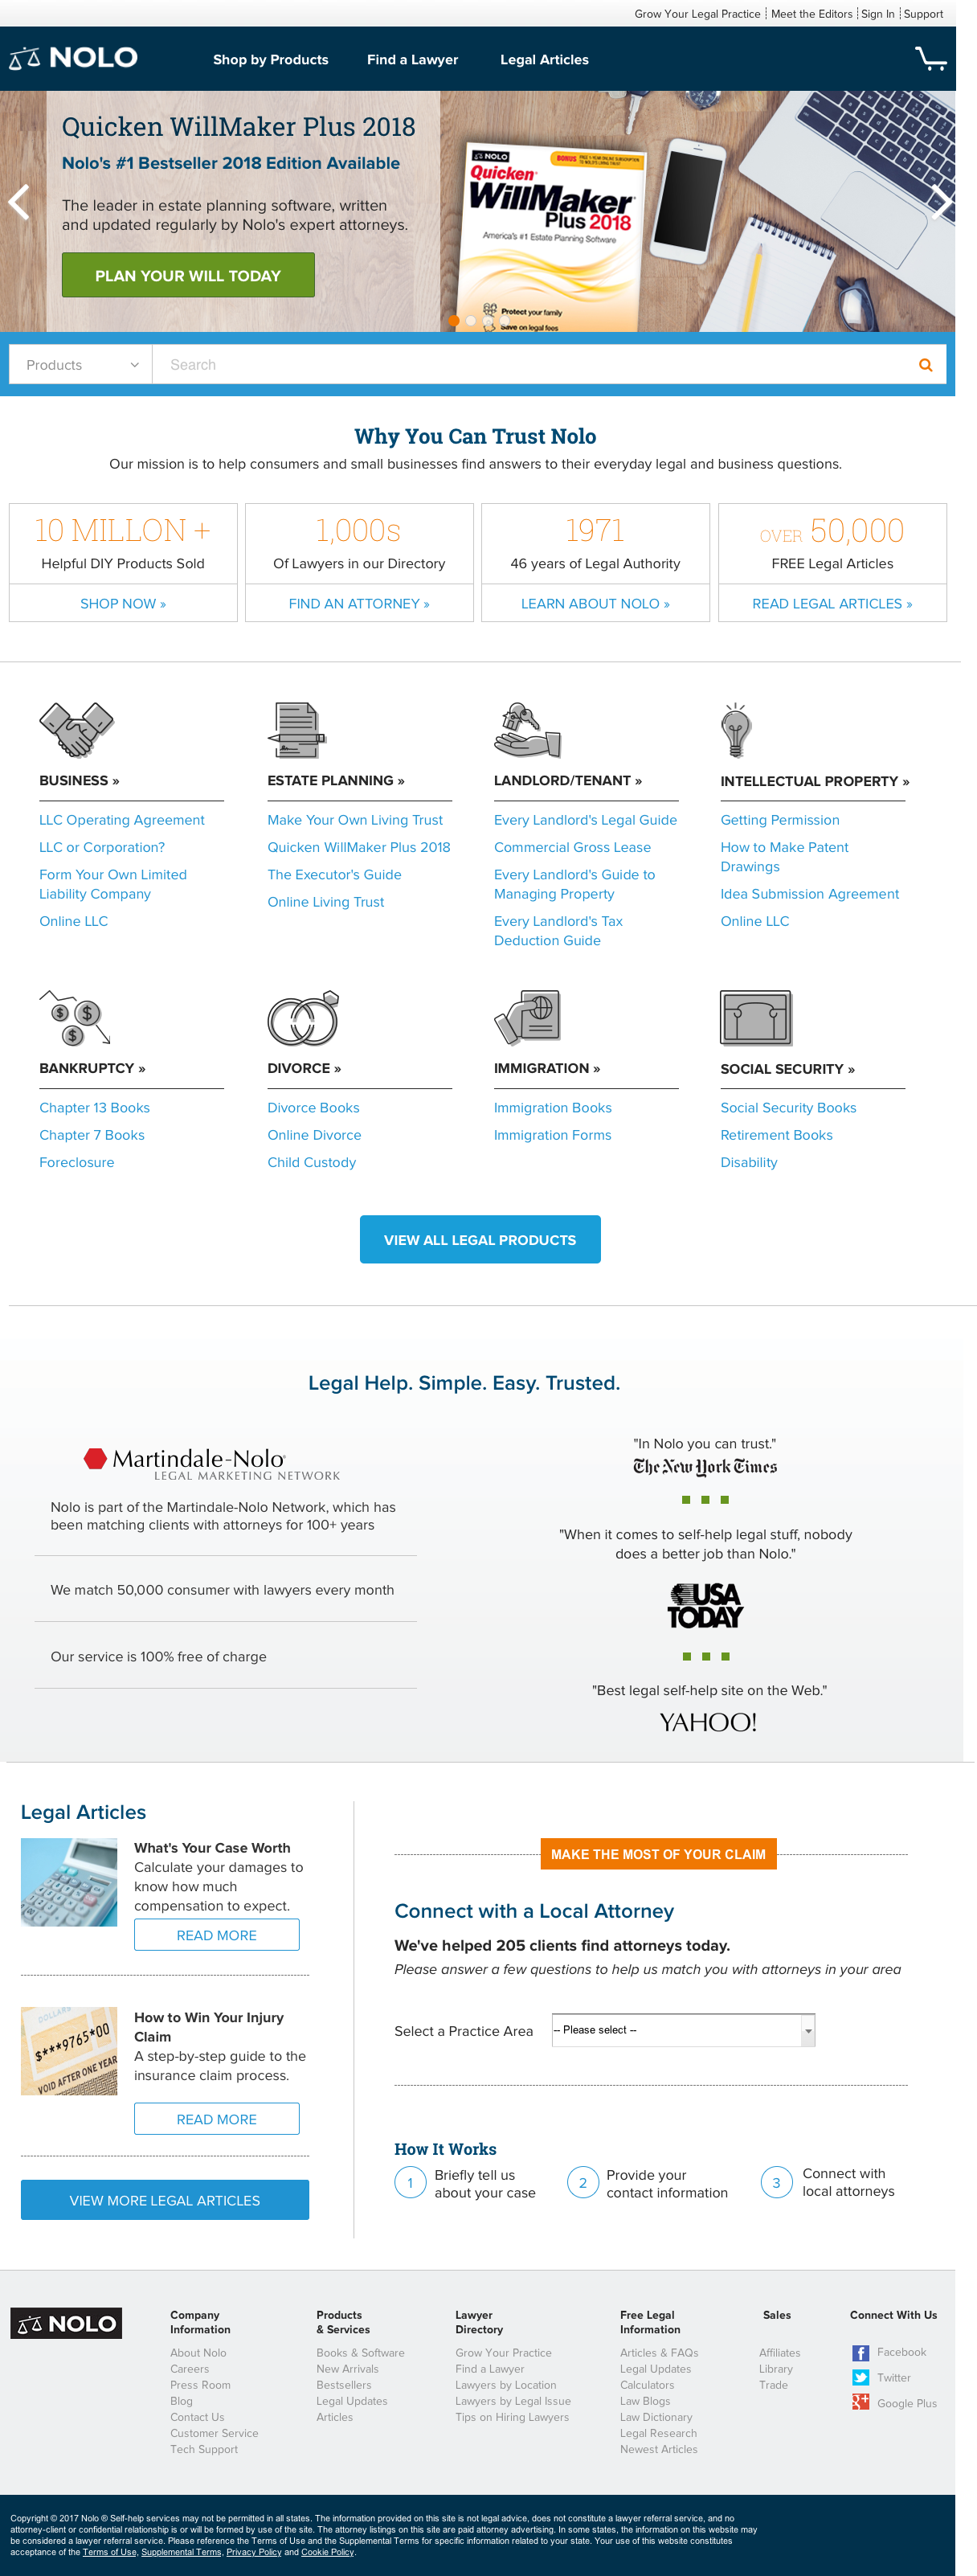 Grow Your Legal Practice Meet the Editors Sign In Support
NOLO
Shop by Products Find a Lawyer Legal Articles
Quicken WillMaker Plus 2018
Nolo's #1 Bestseller 2018 Edition Available
The leader in estate planning software, written
and updated regularly by Nolo's expert attorneys.
PLAN YOUR WILL TODAY
NOLO
BONUS
Quicken
WillMaker
Plus 2018
America's #1 Estate Planning Software
Protect your family
Save on legal fees
Products
Search
Why You Can Trust Nolo
Our mission is to help consumers and small businesses find answers to their everyday legal and business questions.
10 MILLON +
Helpful DIY Products Sold
SHOP NOW »
1,000s
Of Lawyers in our Directory
FIND AN ATTORNEY »
1971
46 years of Legal Authority
LEARN ABOUT NOLO »
OVER 50,000
FREE Legal Articles
READ LEGAL ARTICLES »
BUSINESS »
LLC Operating Agreement
LLC or Corporation?
Form Your Own Limited
Liability Company
Online LLC
ESTATE PLANNING »
Make Your Own Living Trust
Quicken WillMaker Plus 2018
The Executor's Guide
Online Living Trust
LANDLORD/TENANT »
Every Landlord's Legal Guide
Commercial Gross Lease
Every Landlord's Guide to
Managing Property
Every Landlord's Tax
Deduction Guide
INTELLECTUAL PROPERTY »
Getting Permission
How to Make Patent
Drawings
Idea Submission Agreement
Online LLC
BANKRUPTCY »
Chapter 13 Books
Chapter 7 Books
Foreclosure
DIVORCE »
Divorce Books
Online Divorce
Child Custody
IMMIGRATION »
Immigration Books
Immigration Forms
SOCIAL SECURITY »
Social Security Books
Retirement Books
Disability
VIEW ALL LEGAL PRODUCTS
Legal Help. Simple. Easy. Trusted.
Martindale-Nolo
LEGAL MARKETING NETWORK
Nolo is part of the Martindale-Nolo Network, which has
been matching clients with attorneys for 100+ years
We match 50,000 consumer with lawyers every month
Our service is 100% free of charge
"In Nolo you can trust."
The New York Times
"When it comes to self-help legal stuff, nobody
does a better job than Nolo."
USA
TODAY
"Best legal self-help site on the Web."
YAHOO!
Legal Articles
What's Your Case Worth
Calculate your damages to
know how much
compensation to expect.
READ MORE
DOLLARS
$***9765*00
VOID AFTER ONE YEAR
How to Win Your Injury
Claim
A step-by-step guide to the
insurance claim process.
READ MORE
VIEW MORE LEGAL ARTICLES
MAKE THE MOST OF YOUR CLAIM
Connect with a Local Attorney
We've helped 205 clients find attorneys today.
Please answer a few questions to help us match you with attorneys in your area
Select a Practice Area
-- Please select --
How It Works
1 Briefly tell us
about your case
2 Provide your
contact information
3 Connect with
local attorneys
NOLO
Company
Information
About Nolo
Careers
Press Room
Blog
Contact Us
Customer Service
Tech Support
Products
& Services
Books & Software
New Arrivals
Bestsellers
Legal Updates
Articles
Lawyer
Directory
Grow Your Practice
Find a Lawyer
Lawyers by Location
Lawyers by Legal Issue
Tips on Hiring Lawyers
Free Legal
Information
Articles & FAQs
Legal Updates
Calculators
Law Blogs
Law Dictionary
Legal Research
Newest Articles
Sales
Affiliates
Library
Trade
Connect With Us
Facebook
Twitter
Google Plus
Copyright © 2017 Nolo ® Self-help services may not be permitted in all states. The information provided on this site is not legal advice, does not constitute a lawyer referral service, and no
attorney-client or confidential relationship is or will be formed by use of the site. The attorney listings on this site are paid attorney advertising. In some states, the information on this website may
be considered a lawyer referral service. Please reference the Terms of Use and the Supplemental Terms for specific information related to your state. Your use of this website constitutes
acceptance of the Terms of Use, Supplemental Terms, Privacy Policy and Cookie Policy.